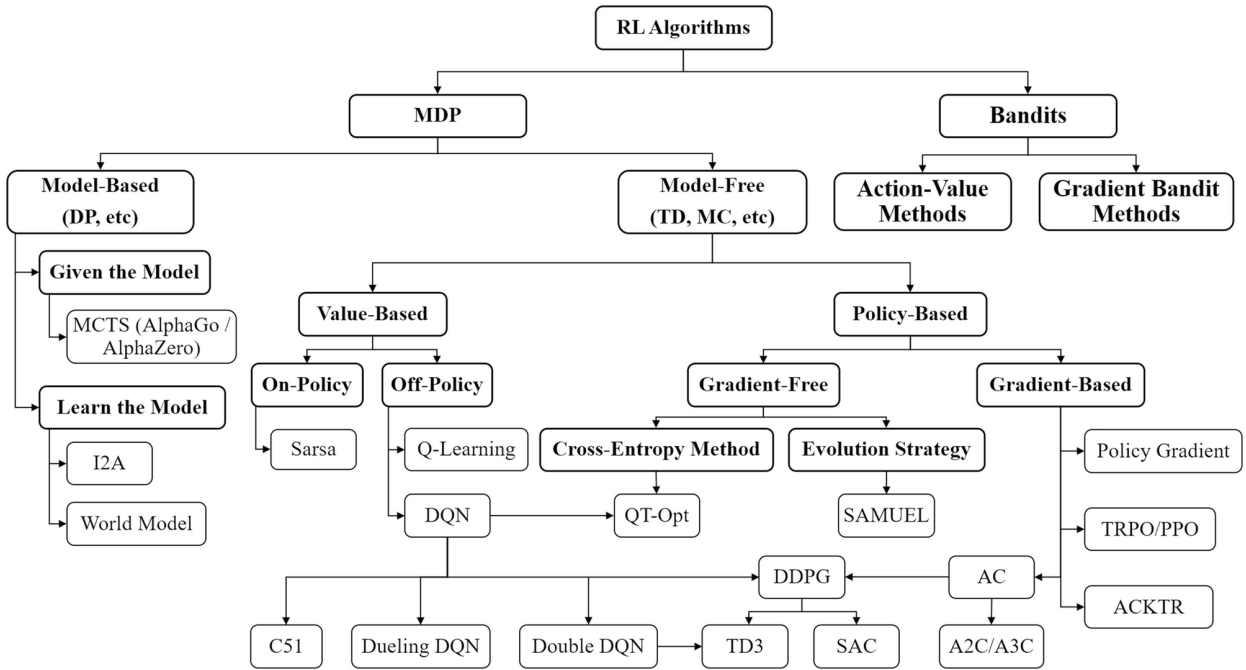 RL Algorithms
MDP
Bandits
Model-Based
(DP, etc)
Model-Free
(TD, MC, etc)
Action-Value
Methods
Gradient Bandit
Methods
Given the Model
MCTS (AlphaGo /
AlphaZero)
Learn the Model
I2A
World Model
Value-Based
Policy-Based
On-Policy
Off-Policy
Gradient-Free
Gradient-Based
Sarsa
Q-Learning
Cross-Entropy Method
Evolution Strategy
Policy Gradient
DQN
QT-Opt
SAMUEL
TRPO/PPO
DDPG
AC
ACKTR
C51
Dueling DQN
Double DQN
TD3
SAC
A2C/A3C